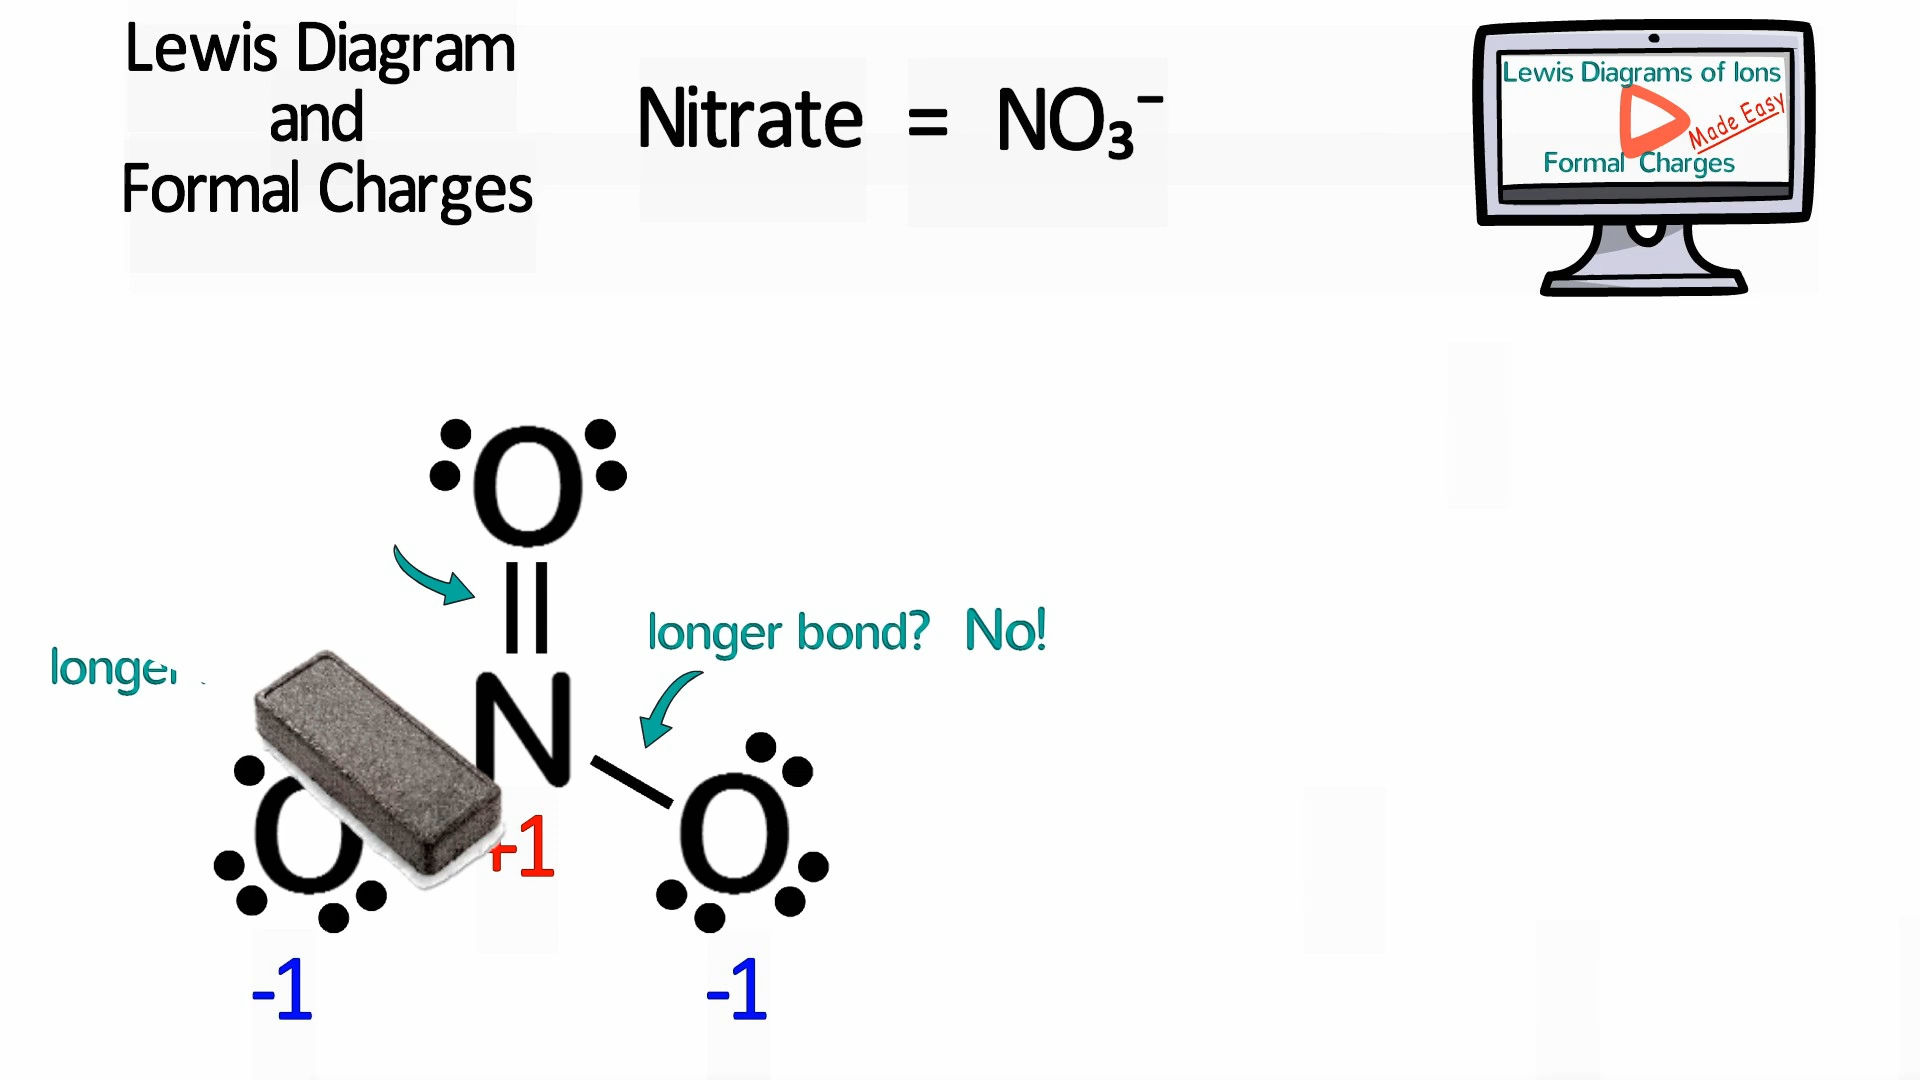 Lewis Diagram
and
Formal Charges
Nitrate = NO₃⁻
Lewis Diagrams of Ions
Made Easy
Formal Charges
O
longer bond? No!
N
O
O
+1
-1
-1